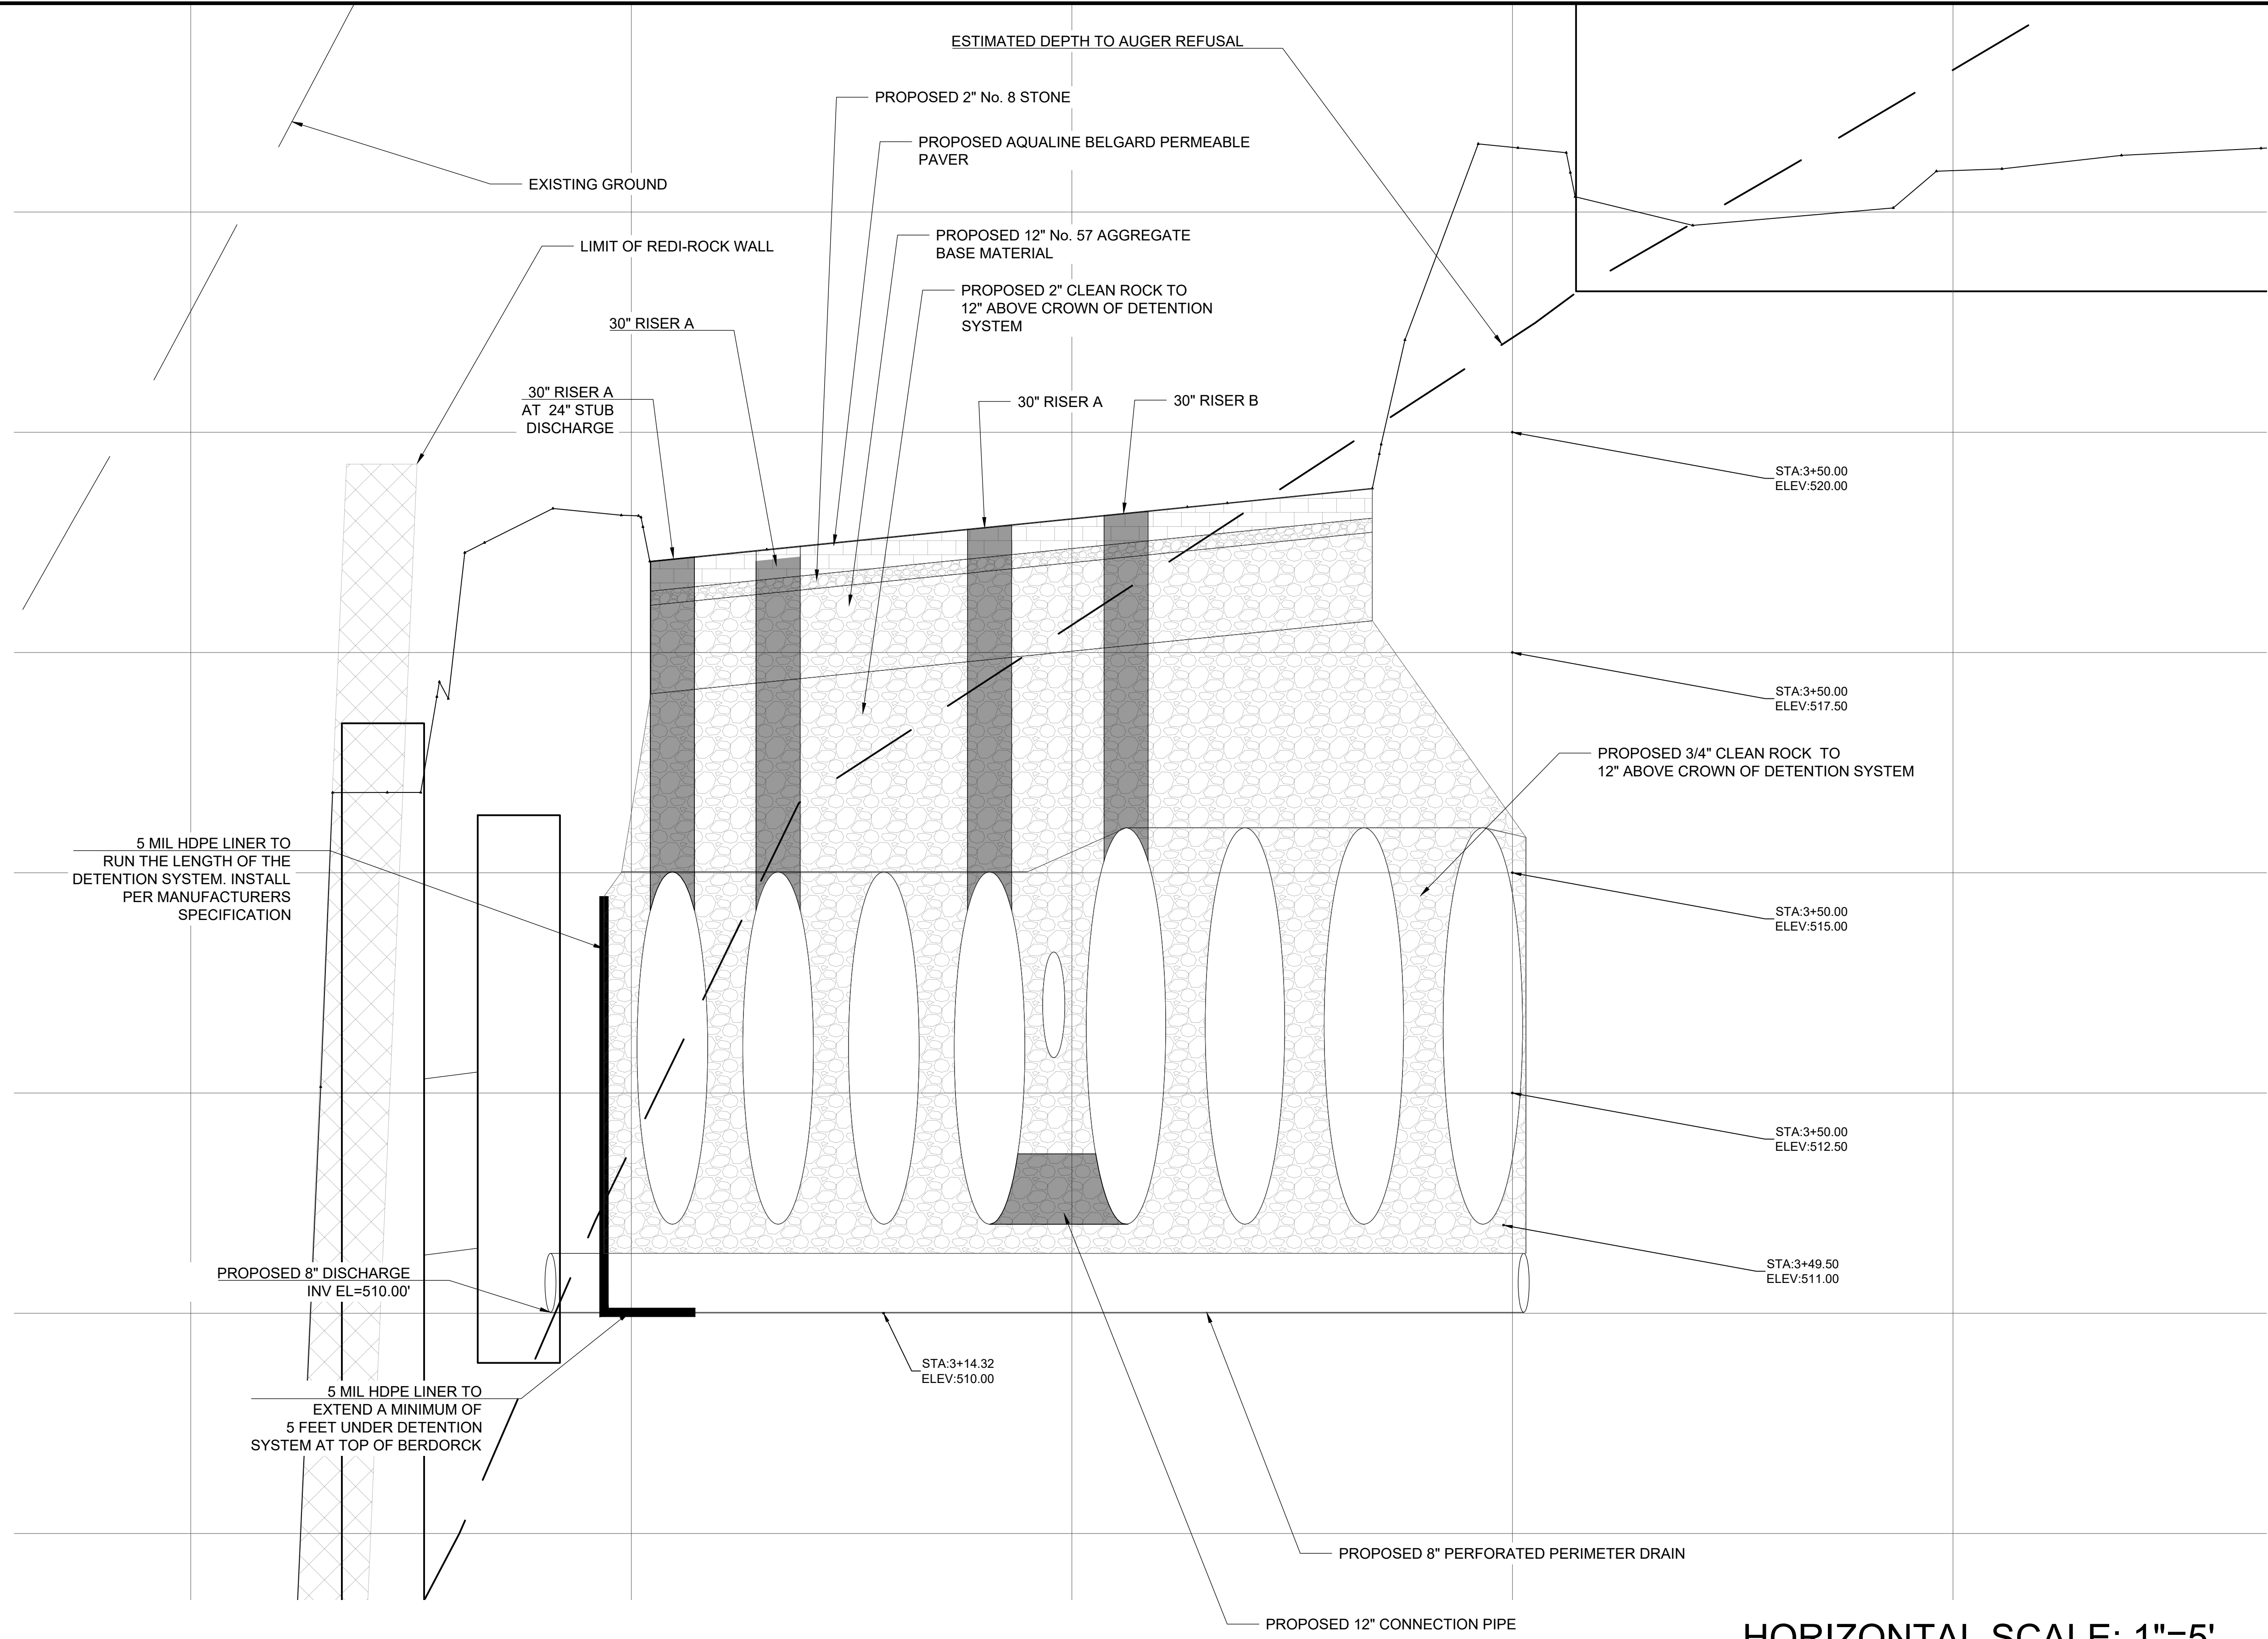 ESTIMATED DEPTH TO AUGER REFUSAL
PROPOSED 2" No. 8 STONE
PROPOSED AQUALINE BELGARD PERMEABLE
PAVER
EXISTING GROUND
LIMIT OF REDI-ROCK WALL
PROPOSED 12" No. 57 AGGREGATE
BASE MATERIAL
PROPOSED 2" CLEAN ROCK TO
12" ABOVE CROWN OF DETENTION
SYSTEM
30" RISER A
30" RISER A
AT 24" STUB
DISCHARGE
30" RISER A
30" RISER B
STA:3+50.00
ELEV:520.00
STA:3+50.00
ELEV:517.50
PROPOSED 3/4" CLEAN ROCK TO
12" ABOVE CROWN OF DETENTION SYSTEM
5 MIL HDPE LINER TO
RUN THE LENGTH OF THE
DETENTION SYSTEM. INSTALL
PER MANUFACTURERS
SPECIFICATION
STA:3+50.00
ELEV:515.00
STA:3+50.00
ELEV:512.50
PROPOSED 8" DISCHARGE
INV EL=510.00'
STA:3+49.50
ELEV:511.00
STA:3+14.32
ELEV:510.00
5 MIL HDPE LINER TO
EXTEND A MINIMUM OF
5 FEET UNDER DETENTION
SYSTEM AT TOP OF BERDORCK
PROPOSED 8" PERFORATED PERIMETER DRAIN
PROPOSED 12" CONNECTION PIPE
HORIZONTAL SCALE: 1"=5'